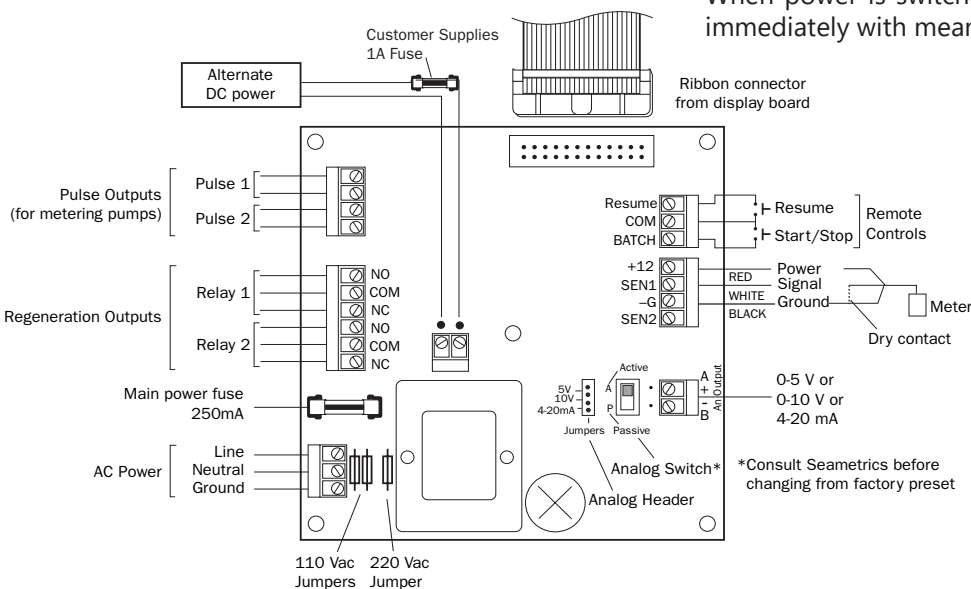 When power is switch
immediately with mean
Customer Supplies
1A Fuse
Alternate
DC power
Ribbon connector
from display board
Pulse Outputs
(for metering pumps)
Pulse 1
Pulse 2
Resume
COM
BATCH
Resume
Start/Stop
Remote
Controls
+12
SEN1
–G
SEN2
RED
WHITE
BLACK
Power
Signal
Ground
Meter
Dry contact
Regeneration Outputs
Relay 1
Relay 2
NO
COM
NC
NO
COM
NC
Main power fuse
250mA
AC Power
Line
Neutral
Ground
5V
10V
4-20mA
Jumpers
Active
A
P
Passive
A
+
-
B
An Output
0-5 V or
0-10 V or
4-20 mA
Analog Switch*
Analog Header
*Consult Seametrics before
changing from factory preset
110 Vac
Jumpers
220 Vac
Jumper